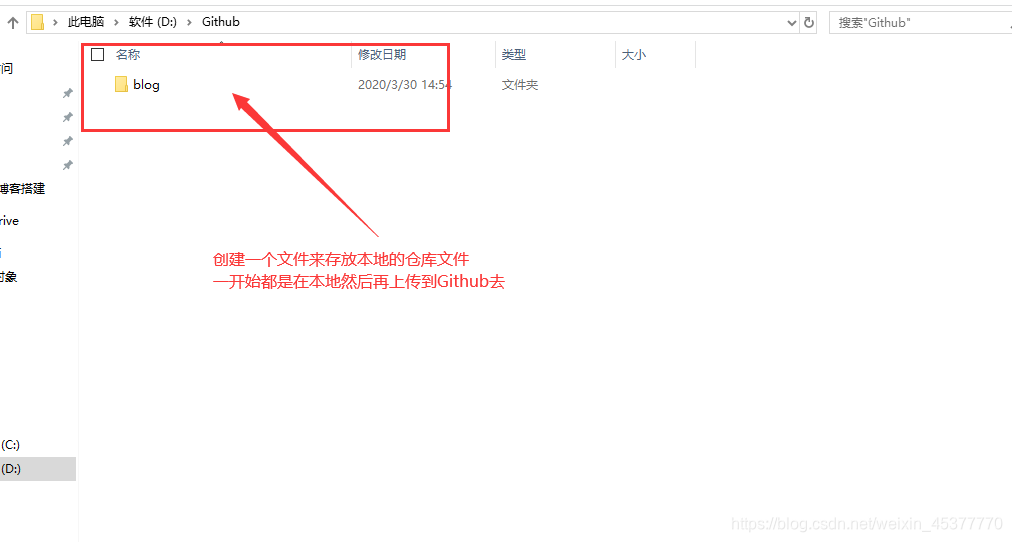 此电脑 > 软件 (D:) > Github
搜索"Github"
名称 修改日期 类型 大小
问
blog 2020/3/30 14:54 文件夹
博客搭建
rive
创建一个文件来存放本地的仓库文件
对象
一开始都是在本地然后再上传到Github去
(C:)
(D:)
https://blog.csdn.net/weixin_45377770